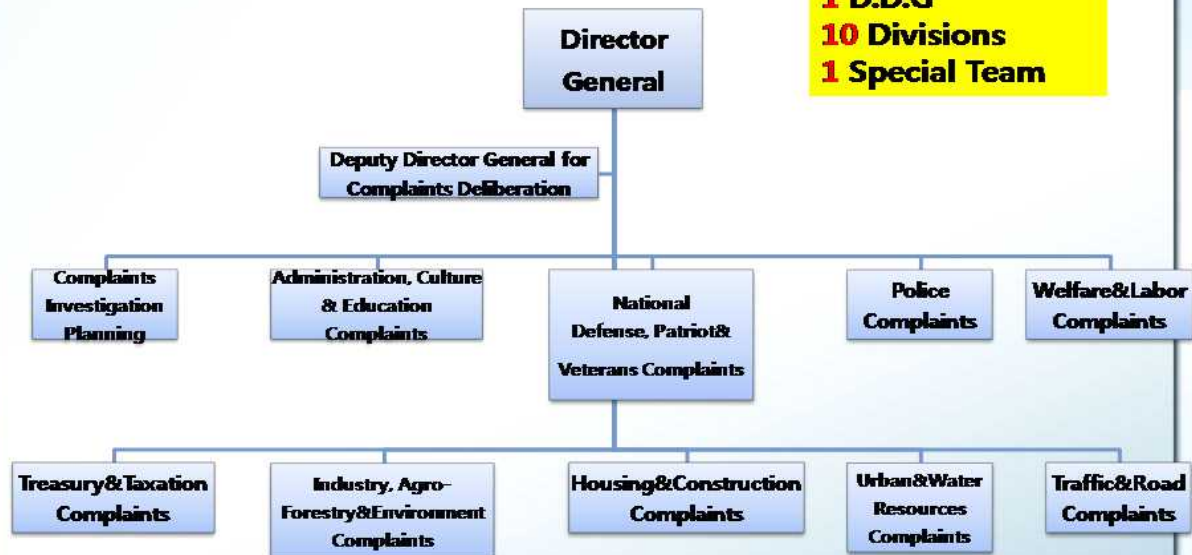 1 D.D.G
10 Divisions
1 Special Team
Director
General
Deputy Director General for
Complaints Deliberation
Complaints
Investigation
Planning
Administration, Culture
& Education
Complaints
National
Defense, Patriot&
Veterans Complaints
Police
Complaints
Welfare&Labor
Complaints
Treasury&Taxation
Complaints
Industry, Agro-
Forestry&Environment
Complaints
Housing&Construction
Complaints
Urban&Water
Resources
Complaints
Traffic&Road
Complaints